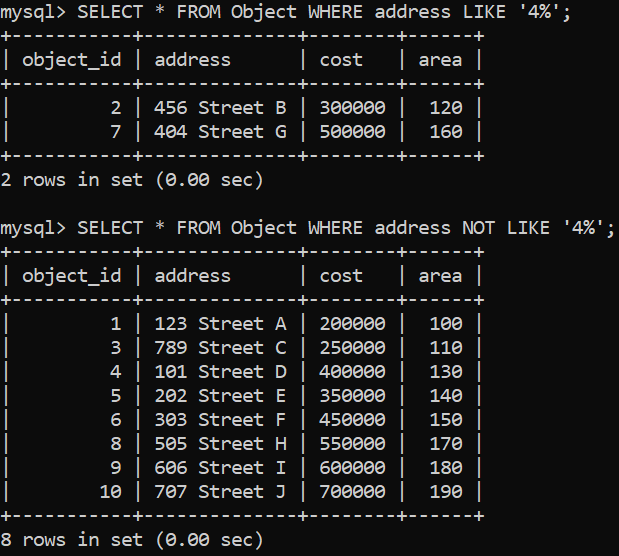 mysql> SELECT * FROM Object WHERE address LIKE '4%';
+-----------+--------------+--------+------+
| object_id | address      | cost   | area |
+-----------+--------------+--------+------+
|         2 | 456 Street B | 300000 |  120 |
|         7 | 404 Street G | 500000 |  160 |
+-----------+--------------+--------+------+
2 rows in set (0.00 sec)

mysql> SELECT * FROM Object WHERE address NOT LIKE '4%';
+-----------+--------------+--------+------+
| object_id | address      | cost   | area |
+-----------+--------------+--------+------+
|         1 | 123 Street A | 200000 |  100 |
|         3 | 789 Street C | 250000 |  110 |
|         4 | 101 Street D | 400000 |  130 |
|         5 | 202 Street E | 350000 |  140 |
|         6 | 303 Street F | 450000 |  150 |
|         8 | 505 Street H | 550000 |  170 |
|         9 | 606 Street I | 600000 |  180 |
|        10 | 707 Street J | 700000 |  190 |
+-----------+--------------+--------+------+
8 rows in set (0.00 sec)